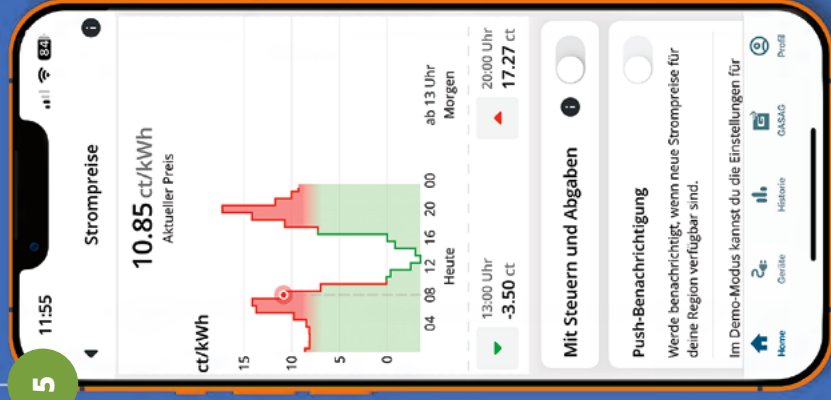 5
11:55
84
Strompreise
i
10.85 ct/kWh
Aktueller Preis
ct/kWh
15
10
5
0
04 08 12 16 20 00
Heute
ab 13 Uhr
Morgen
13:00 Uhr
-3.50 ct
20:00 Uhr
17.27 ct
Mit Steuern und Abgaben
i
Push-Benachrichtigung
Werde benachrichtigt, wenn neue Strompreise für
deine Region verfügbar sind.
Im Demo-Modus kannst du die Einstellungen für
Home Geräte Historie GASAG Profil